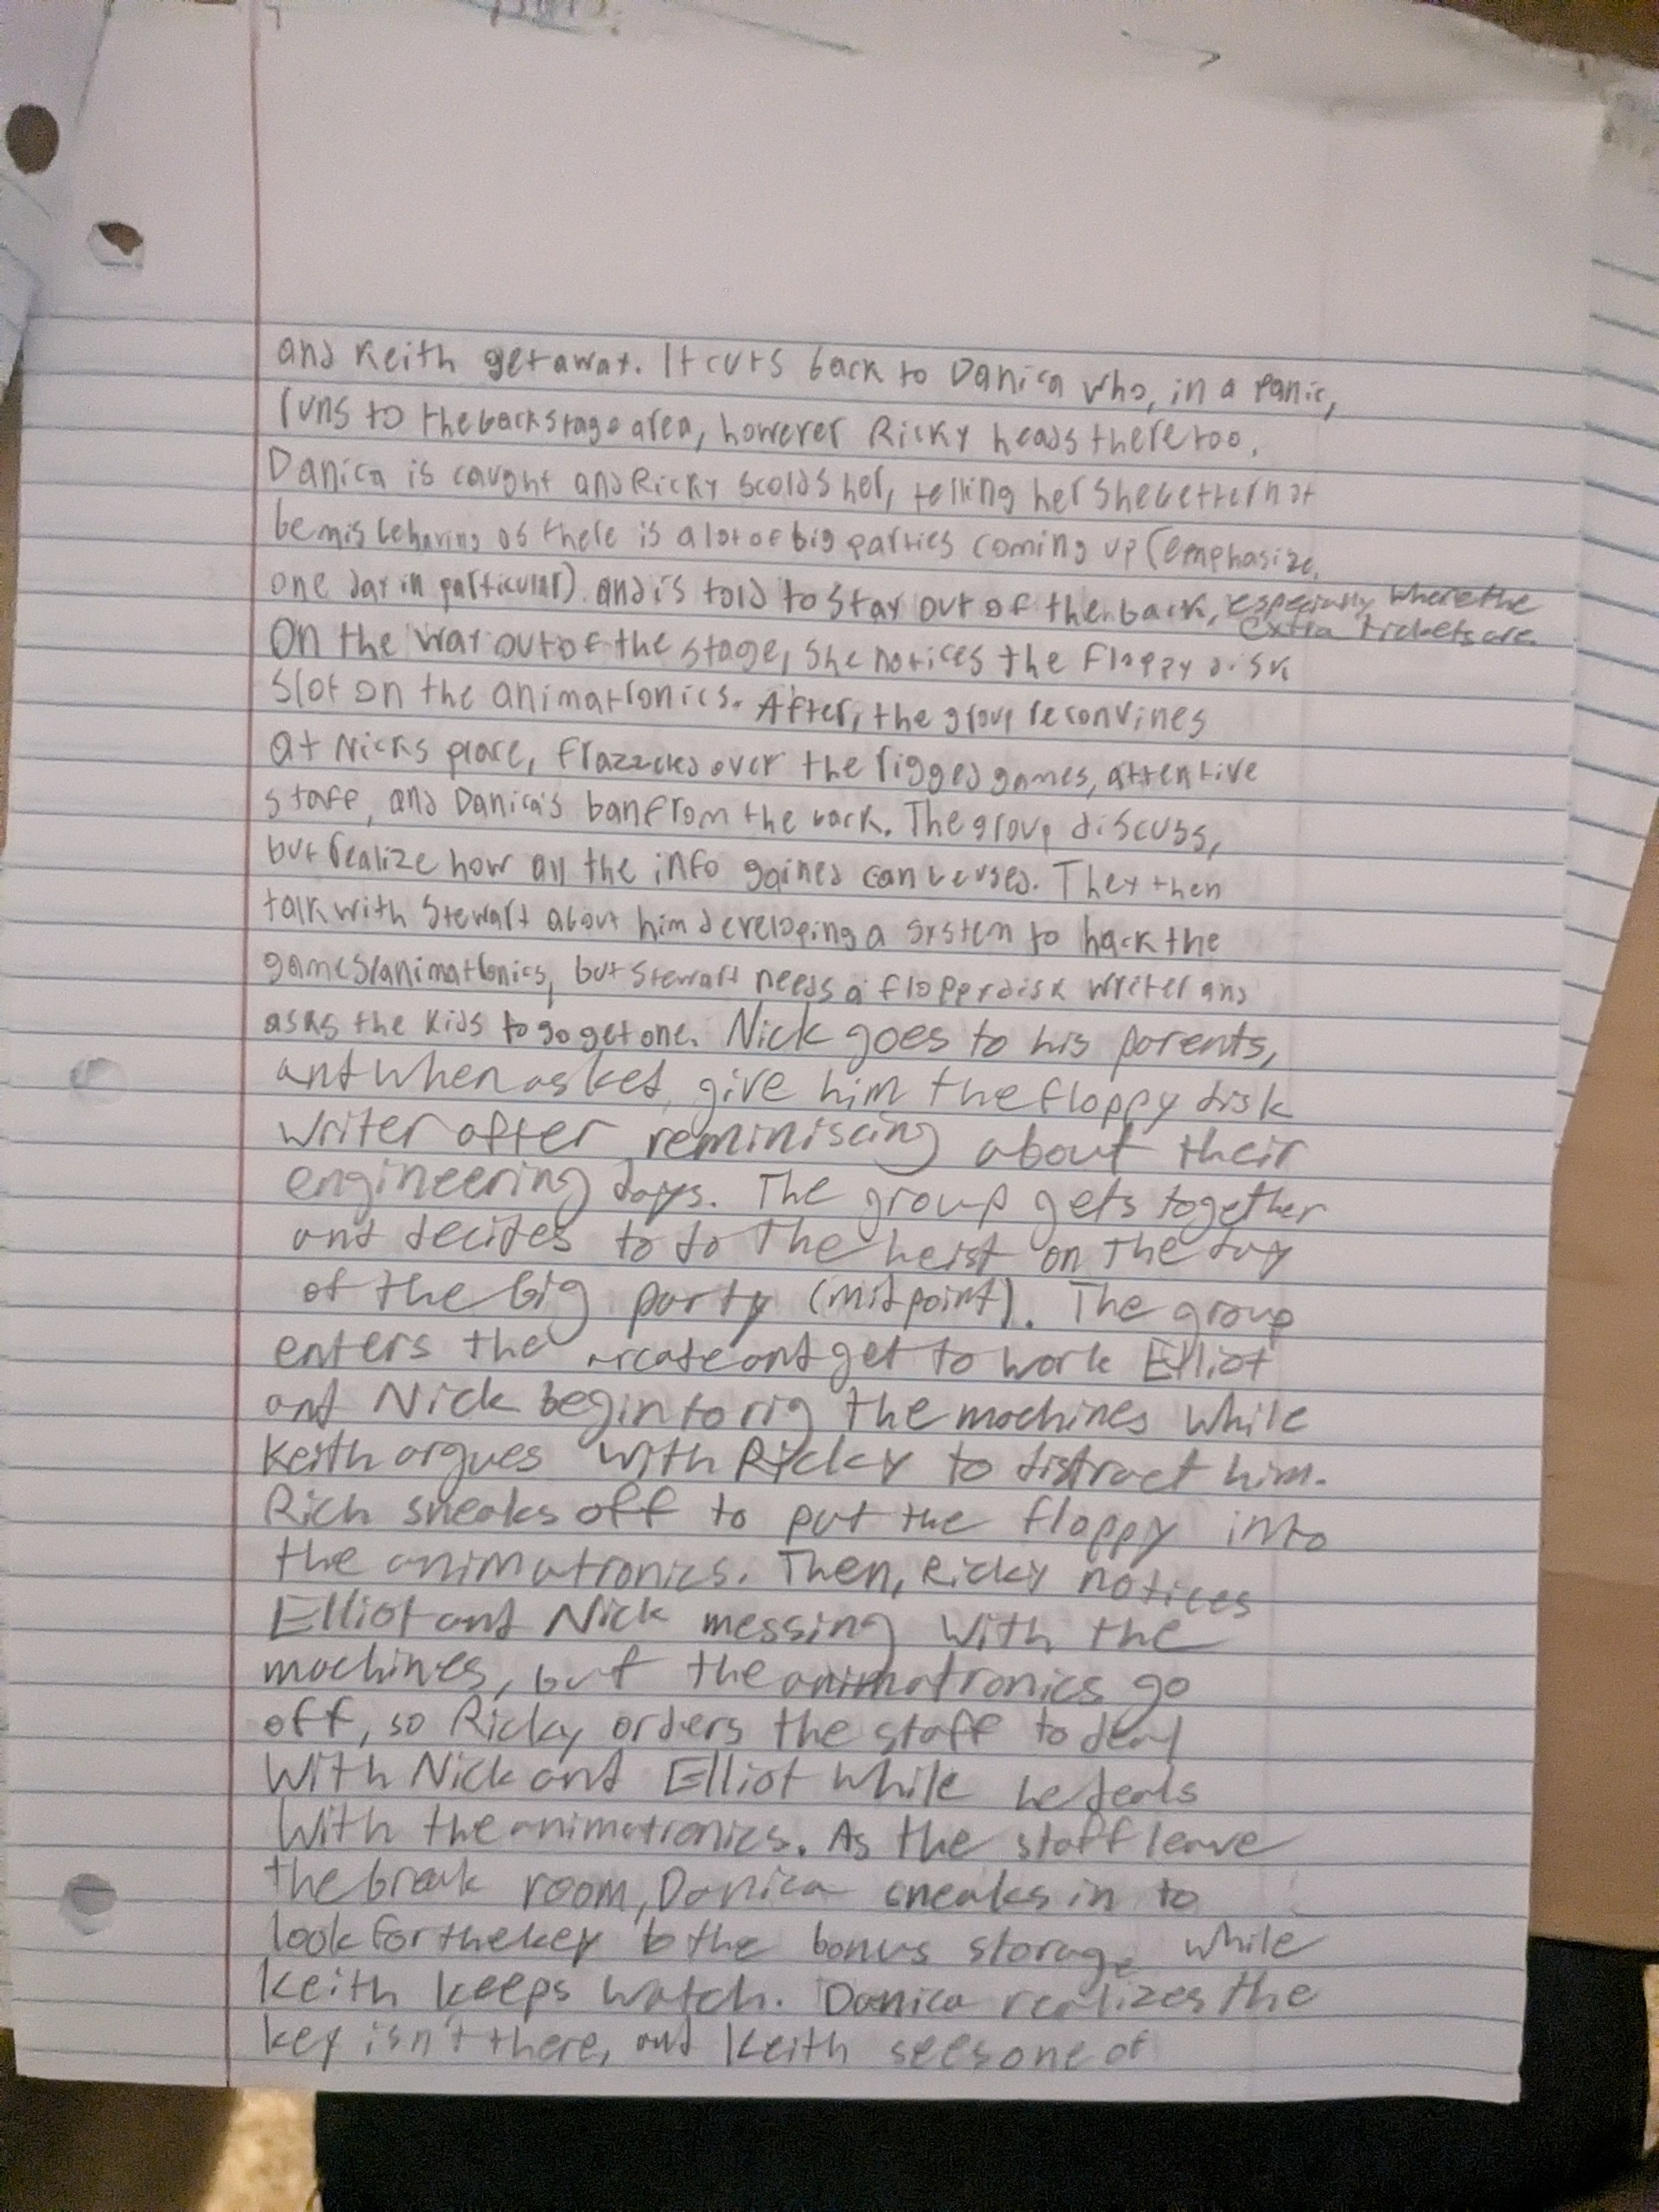 and Keith get away. It cuts back to Danica who, in a panic,
runs to the backstage area, however Ricky heads there too.
Danica is caught and Ricky scolds her, telling her she better not
be misbehaving as there is a lot of big parties coming up (emphasize
one day in particular). and is told to stay out of the back, especially where the
extra tickets are.
On the way out of the stage, she notices the floppy disk
slot on the animatronics. After, the group reconvines
at Nicks place, frazzeled over the rigged games, attentive
staff, and Danica's ban from the back. The group discuss,
but realize how all the info gained can be used. They then
talk with Stewart about him developing a system to hack the
games/animatronics, but Stewart needs a floppy disk writer and
asks the kids to go get one. Nick goes to his parents,
and when asked, give him the floppy disk
writer after reminiscing about their
engineering days. The group gets together
and decides to do the heist on the day
of the big party (midpoint). The group
enters the arcade and get to work Elliot
and Nick begin to rig the machines while
Keith argues with Ricky to distract him.
Rich sneaks off to put the floppy into
the animatronics. Then, Ricky notices
Elliot and Nick messing with the
machines, but the animatronics go
off, so Ricky orders the staff to deal
with Nick and Elliot while he deals
with the animatronics. As the staff leave
the break room, Danica sneaks in to
look for the key to the bonus storage while
Keith keeps watch. Danica realizes the
key isn't there, and Keith sees one of